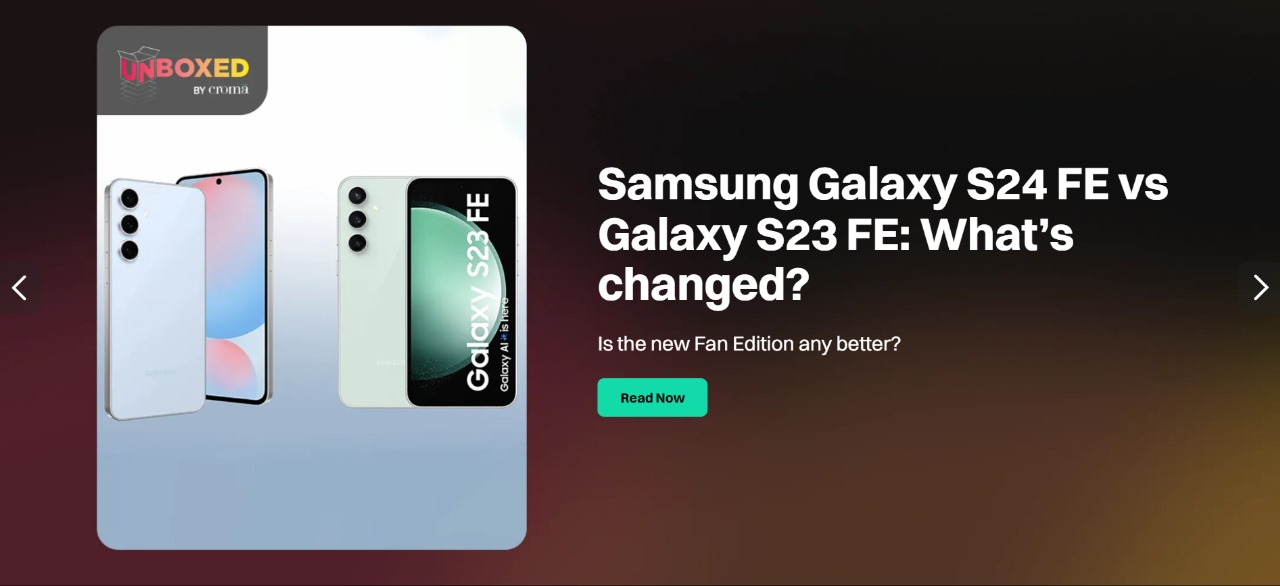 UNBOXED
BY croma
Galaxy S23 FE
Galaxy AI is here
SAMSUNG
Samsung Galaxy S24 FE vs
Galaxy S23 FE: What’s
changed?
Is the new Fan Edition any better?
Read Now